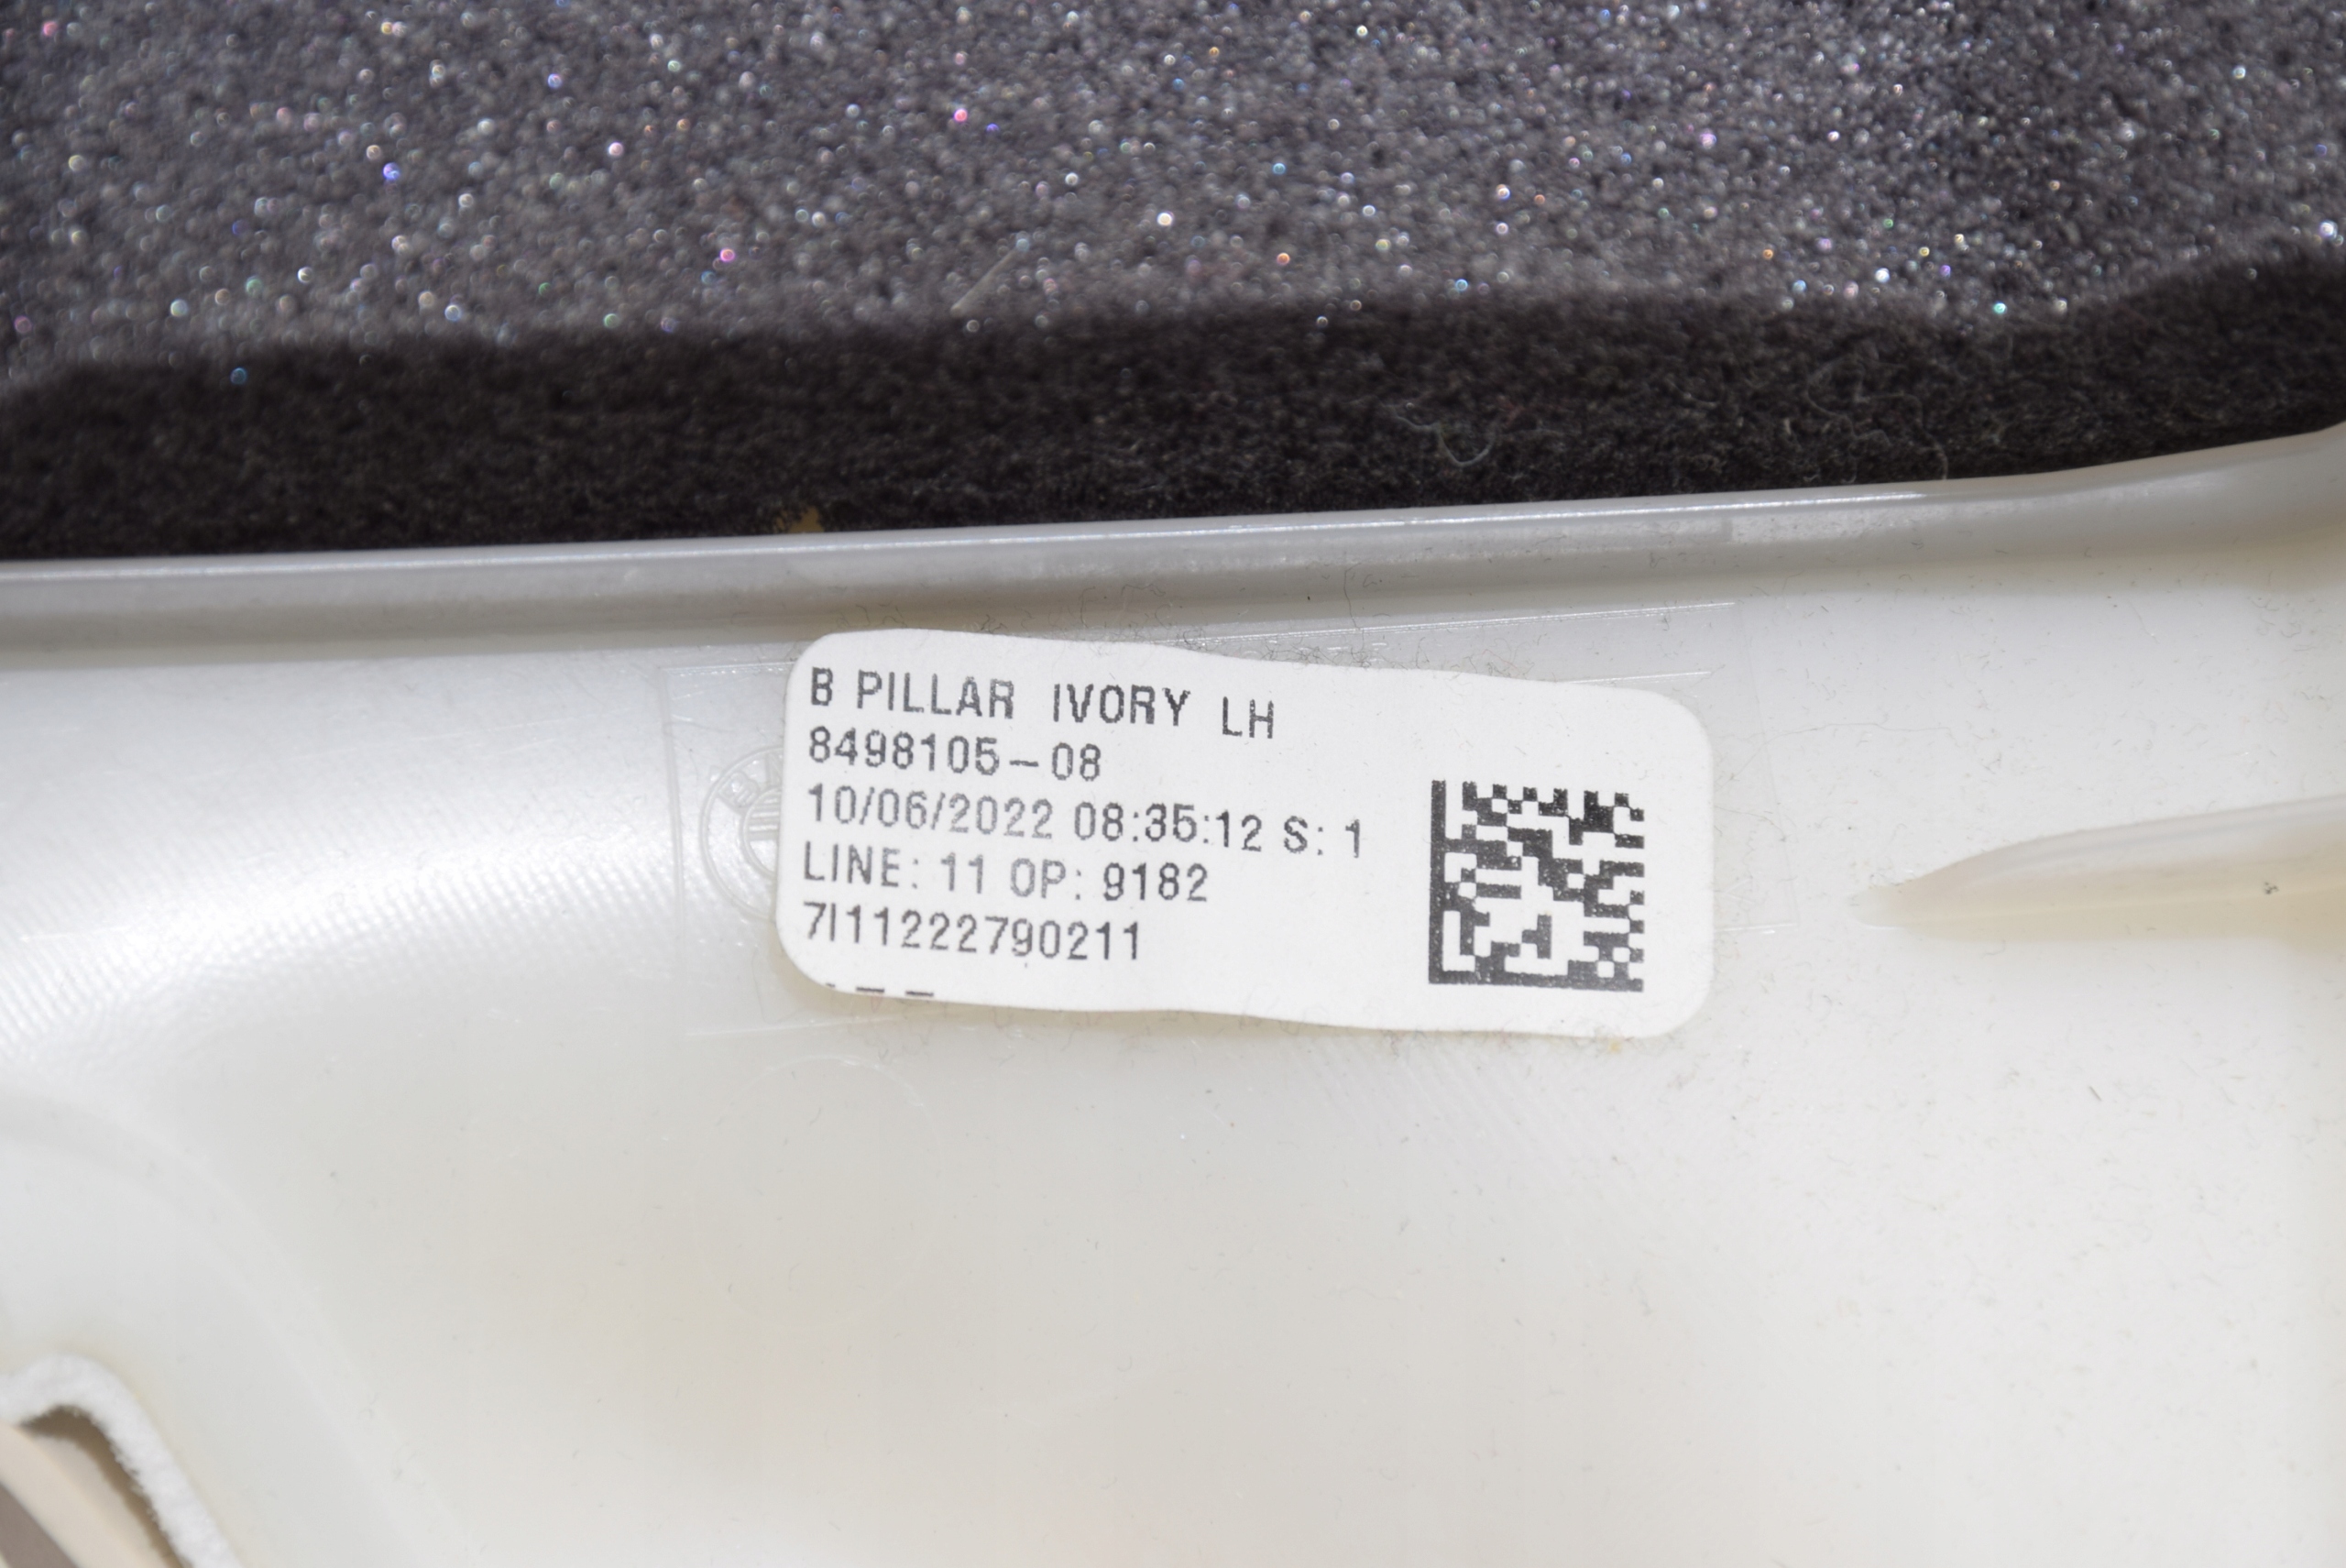 B PILLAR IVORY LH
8498105-08
10/06/2022 08:35:12 S: 1
LINE: 11 OP: 9182
7I11222790211